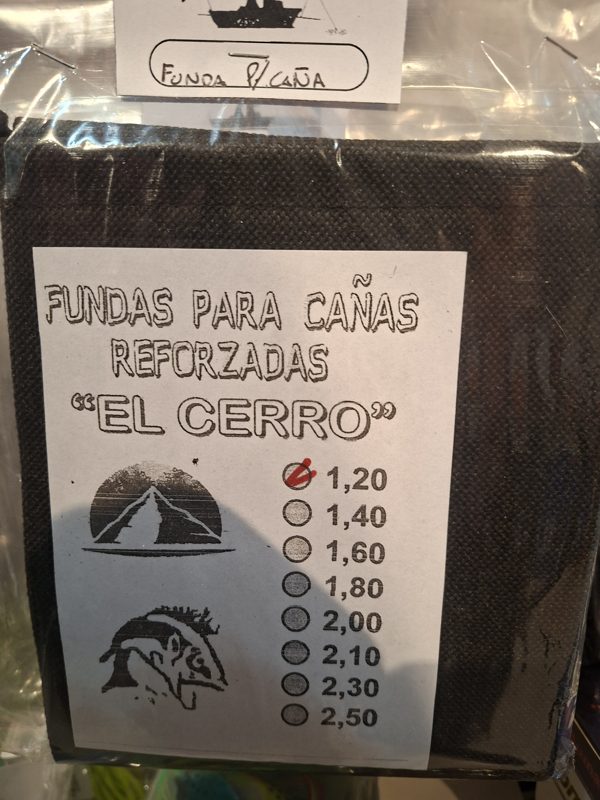 FUNDA P/CAÑA
FUNDAS PARA CAÑAS
REFORZADAS
“EL CERRO”
1,20
1,40
1,60
1,80
2,00
2,10
2,30
2,50